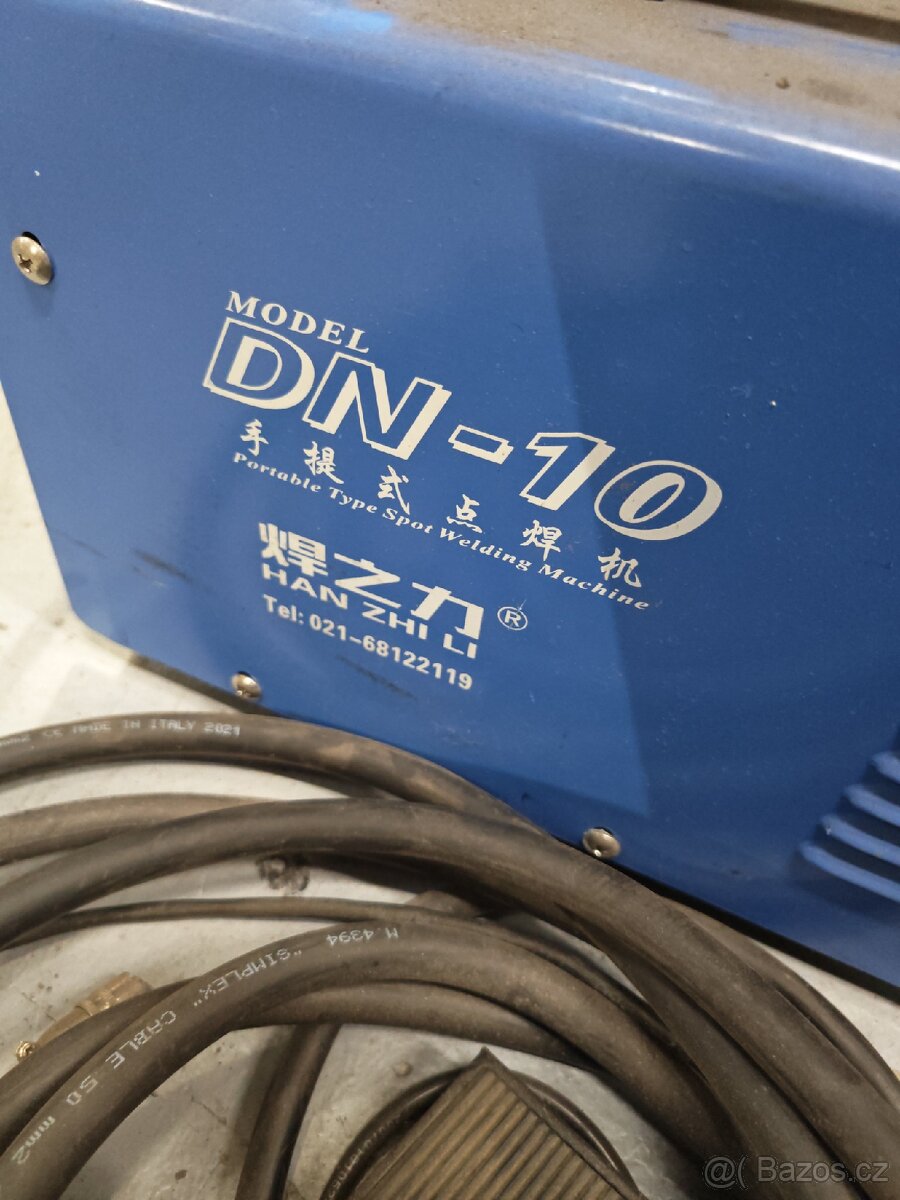 MODEL
DN-10
手提式点焊机
Portable Type Spot Welding Machine
焊之力®
HAN ZHI LI
Tel: 021-68122119
MADE IN ITALY 2021
M.4394 "SIMPLEX" CABLE 50 mm2
@( Bazos.cz